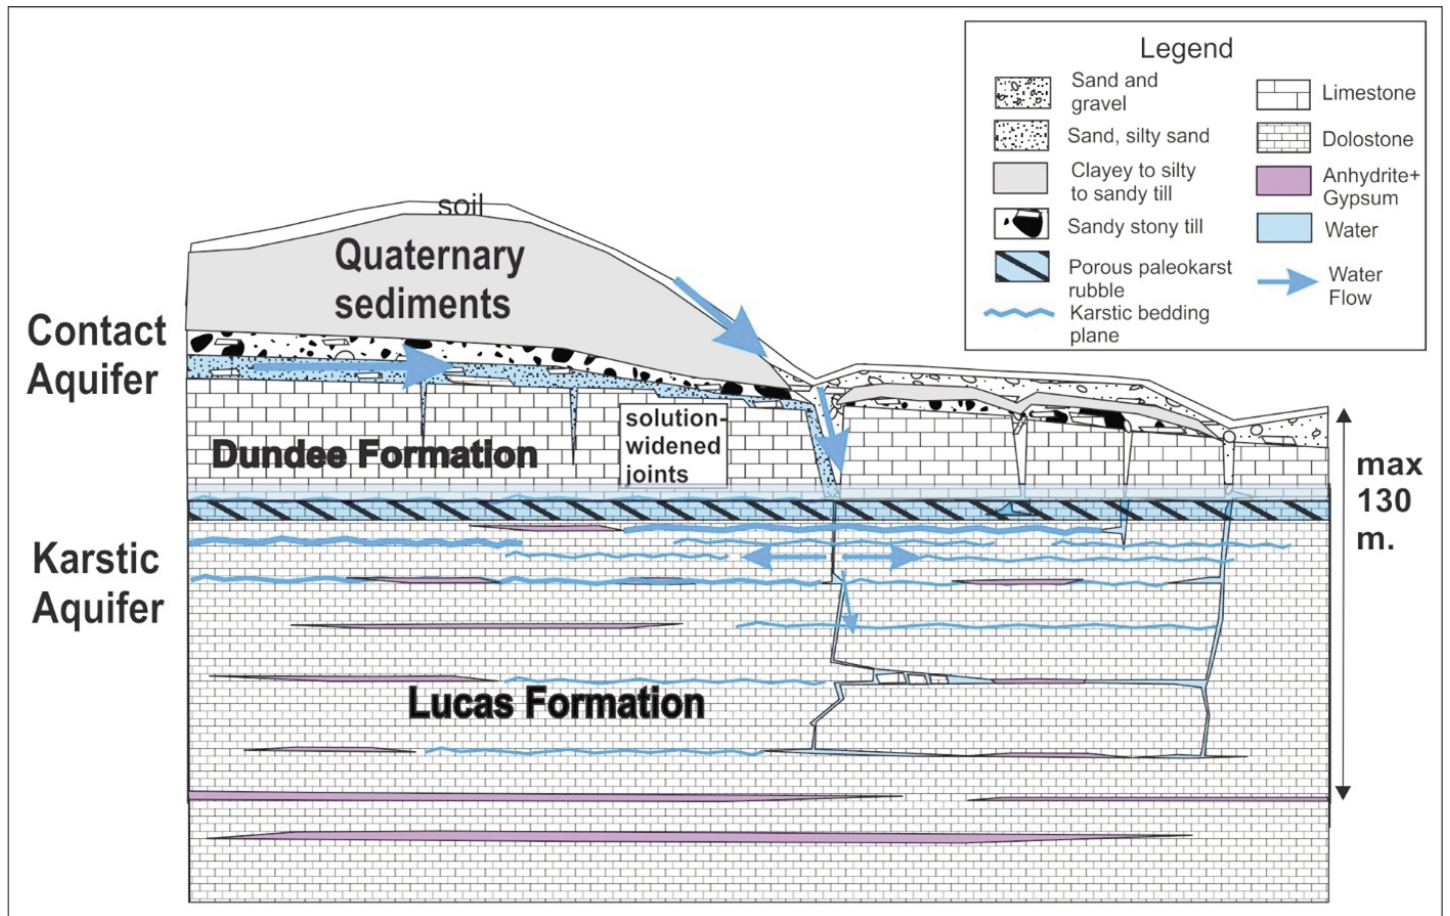 Legend
Sand and
gravel
Sand, silty sand
Clayey to silty
to sandy till
Sandy stony till
Porous paleokarst
rubble
Karstic bedding
plane
Limestone
Dolostone
Anhydrite+
Gypsum
Water
Water
Flow
soil
Quaternary
sediments
Contact
Aquifer
solution-
widened
joints
Dundee Formation
max
130
m.
Karstic
Aquifer
Lucas Formation